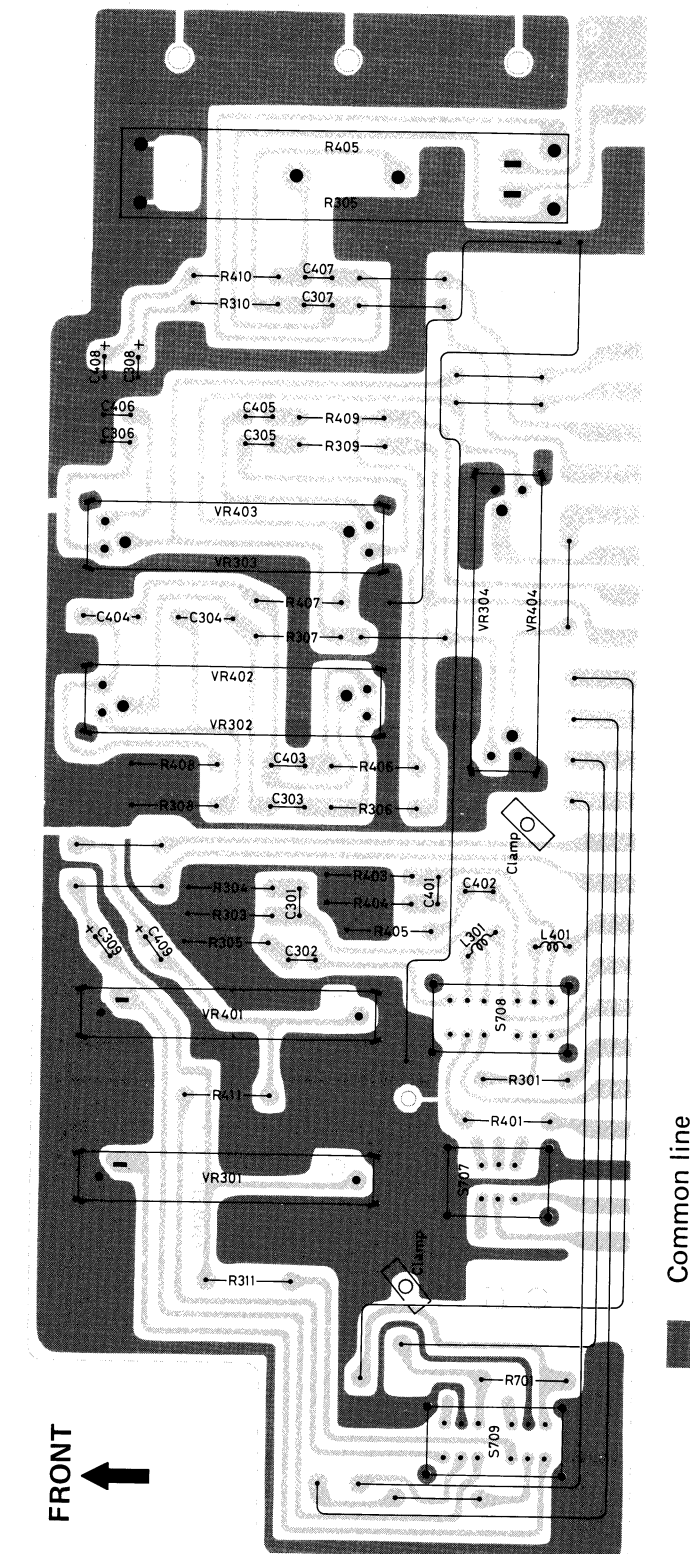 R405
R305
R410
C407
R310
C307
C408 +
C308 +
C406
C405
R409
C306
C305
R309
VR403
VR303
R407
C404
C304
R307
VR304
VR404
VR402
VR302
R408
C403
R406
R308
C303
R306
Clamp
R403
R304
C301
C401
C402
R404
R303
R405
R305
C302
L301
L401
+ C309
+ C409
VR401
S708
R301
R411
R401
VR301
S707
Clamp
R311
R701
S709
FRONT
Common line